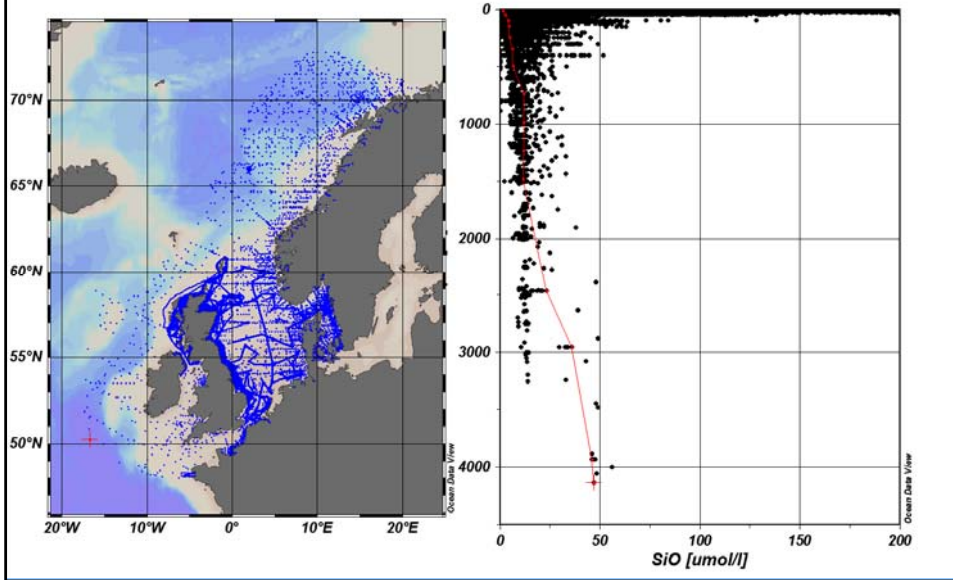 70°N
65°N
60°N
55°N
50°N
20°W 10°W 0° 10°E 20°E
Ocean Data View
0
1000
2000
3000
4000
0 50 100 150 200
SiO [umol/l]
Ocean Data View